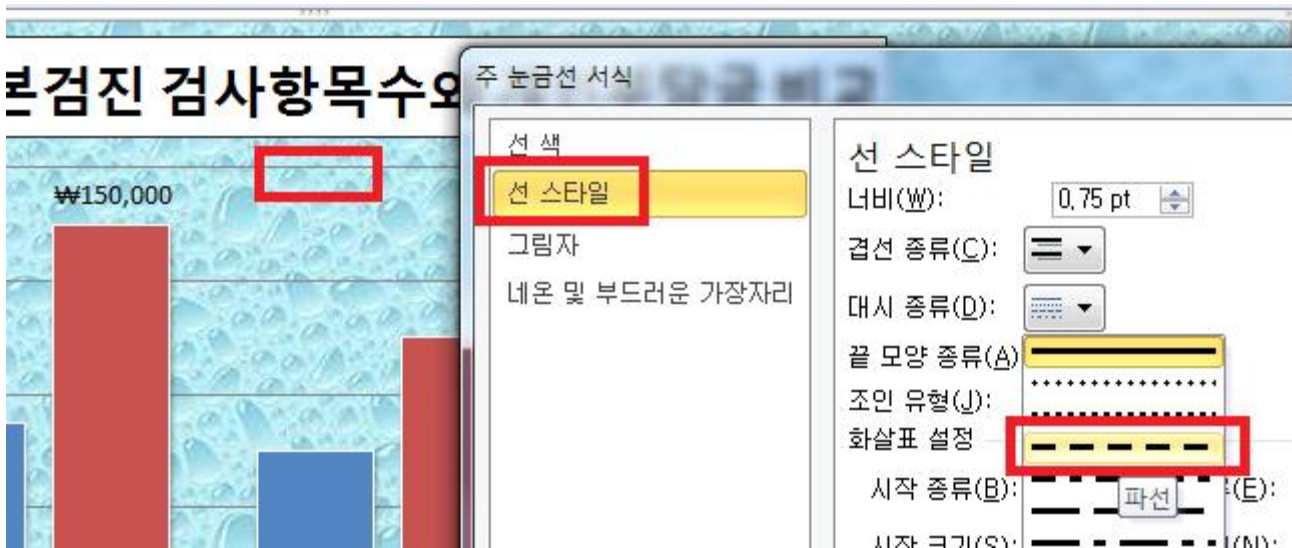 본검진 검사항목수와
₩150,000
주 눈금선 서식
선 색
선 스타일
그림자
네온 및 부드러운 가장자리
선 스타일
너비(W): 0.75 pt
겹선 종류(C):
대시 종류(D):
끝 모양 종류(A)
조인 유형(J):
화살표 설정
시작 종류(B): (E):
파선
시작 크기(S): (N):